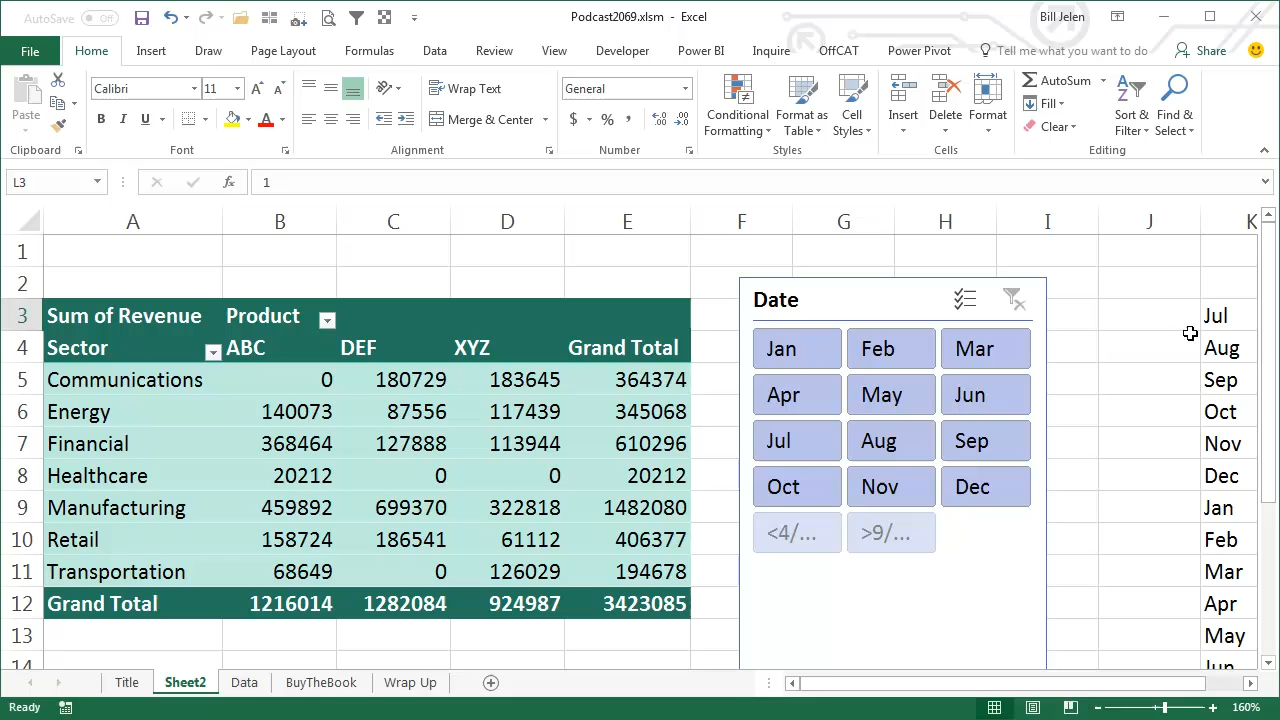 AutoSave Off Podcast2069.xlsm - Excel Bill Jelen
File Home Insert Draw Page Layout Formulas Data Review View Developer Power BI Inquire OffCAT Power Pivot Tell me what you want to do Share
Paste Calibri 11 A A Wrap Text General Conditional Format as Cell Insert Delete Format AutoSum Sort & Find &
Formatting Table Styles Fill Filter Select
B I U A Merge & Center $ % , Clear
Clipboard Font Alignment Number Styles Cells Editing
L3 fx 1
A B C D E F G H I J K
1
2
3 Sum of Revenue Product Jul
4 Sector ABC DEF XYZ Grand Total Aug
5 Communications 0 180729 183645 364374 Sep
6 Energy 140073 87556 117439 345068 Oct
7 Financial 368464 127888 113944 610296 Nov
8 Healthcare 20212 0 0 20212 Dec
9 Manufacturing 459892 699370 322818 1482080 Jan
10 Retail 158724 186541 61112 406377 Feb
11 Transportation 68649 0 126029 194678 Mar
12 Grand Total 1216014 1282084 924987 3423085 Apr
13 May
14 Jun
Date
Jan Feb Mar
Apr May Jun
Jul Aug Sep
Oct Nov Dec
<4/... >9/...
Title Sheet2 Data BuyTheBook Wrap Up
Ready 160%